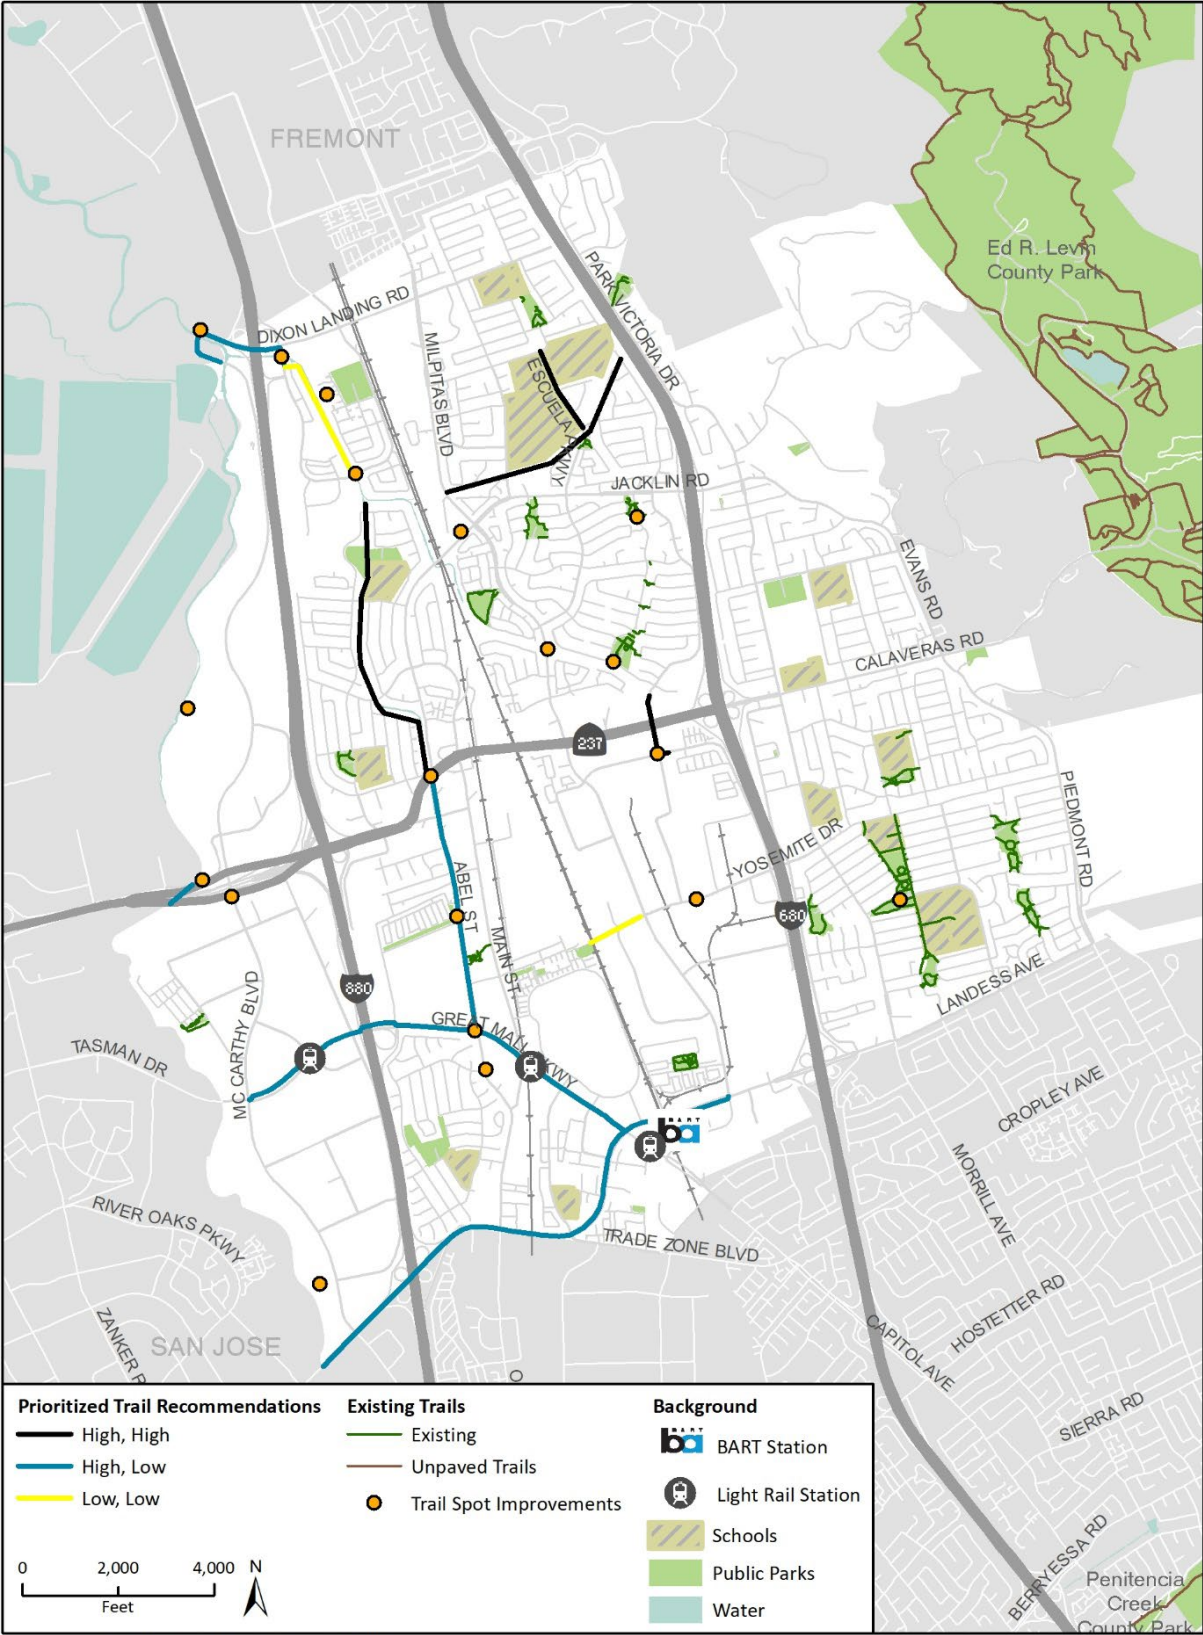 FREMONT
Ed R. Levin
County Park
PARK VICTORIA DR
DIXON LANDING RD
MILPITAS BLVD
ESCUELA PKWY
JACKLIN RD
EVANS RD
CALAVERAS RD
237
PIEDMONT RD
YOSEMITE DR
ABEL ST
MAIN ST
680
LANDESS AVE
880
MC CARTHY BLVD
GREAT MALL PKWY
TASMAN DR
CROPLEY AVE
BART
ba
MORRILL AVE
RIVER OAKS PKWY
TRADE ZONE BLVD
HOSTETTER RD
ZANKER R
SAN JOSE
CAPITOL AVE
O
SIERRA RD
BERRYESSA RD
Penitencia
Creek
County Park
Prioritized Trail Recommendations
High, High
High, Low
Low, Low
0 2,000 4,000
Feet
N
Existing Trails
Existing
Unpaved Trails
Trail Spot Improvements
Background
BART
ba
BART Station
Light Rail Station
Schools
Public Parks
Water